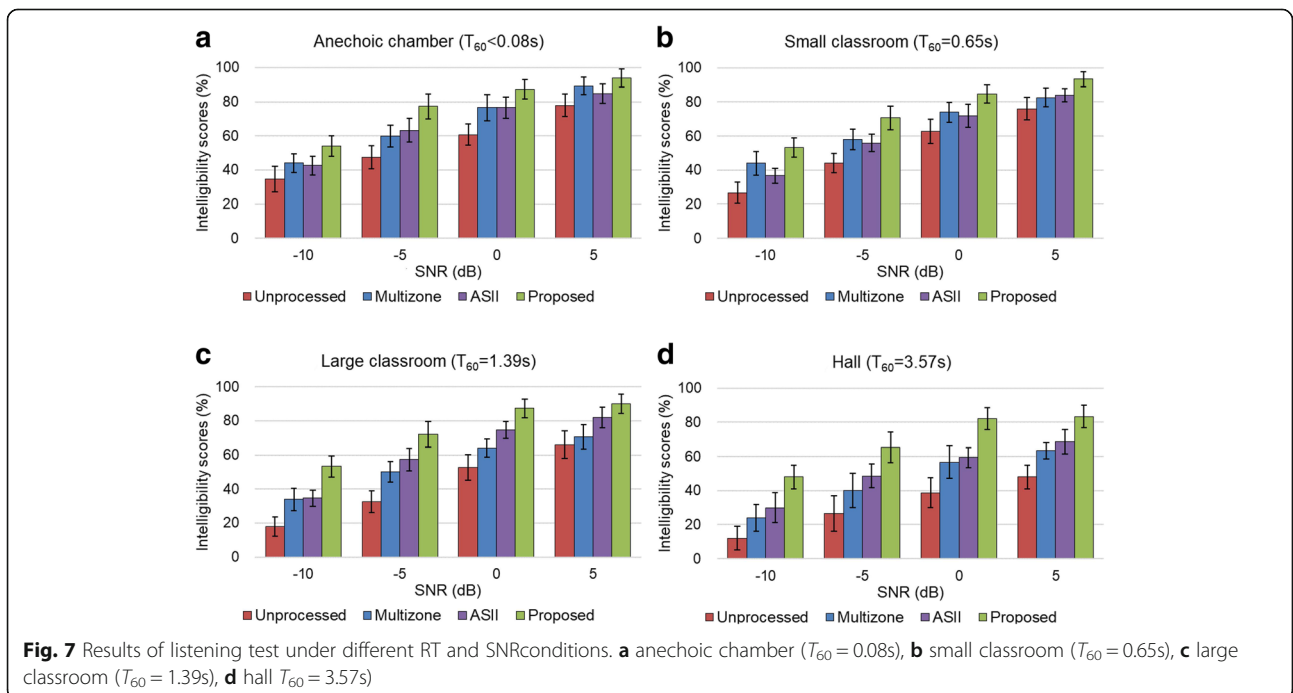 a
Anechoic chamber (T60<0.08s)
Intelligibility scores (%)
100
80
60
40
20
0
-10 -5 0 5
SNR (dB)
Unprocessed Multizone ASII Proposed
b
Small classroom (T60=0.65s)
Intelligibility scores (%)
100
80
60
40
20
0
-10 -5 0 5
SNR (dB)
Unprocessed Multizone ASII Proposed
c
Large classroom (T60=1.39s)
Intelligibility scores (%)
100
80
60
40
20
0
-10 -5 0 5
SNR (dB)
Unprocessed Multizone ASII Proposed
d
Hall (T60=3.57s)
Intelligibility scores (%)
100
80
60
40
20
0
-10 -5 0 5
SNR (dB)
Unprocessed Multizone ASII Proposed
Fig. 7 Results of listening test under different RT and SNRconditions. a anechoic chamber (T60 = 0.08s), b small classroom (T60 = 0.65s), c large
classroom (T60 = 1.39s), d hall T60 = 3.57s)